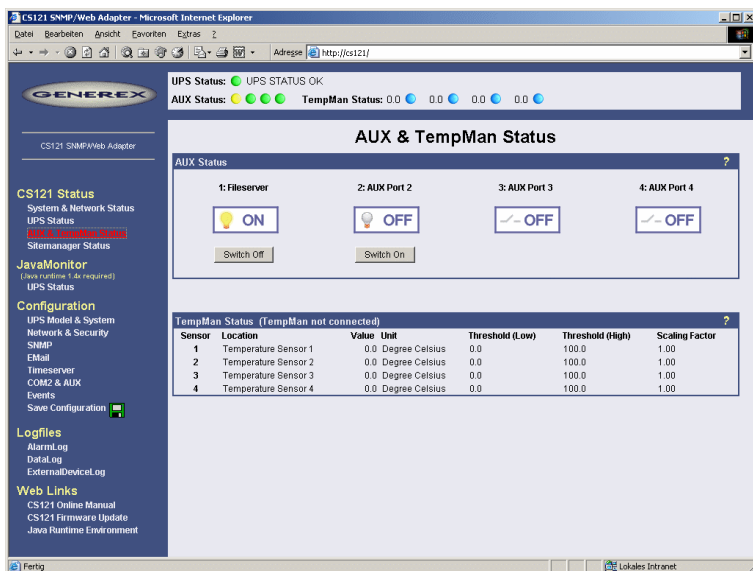 CS121 SNMP/Web Adapter - Microsoft Internet Explorer
Datei Bearbeiten Ansicht Favoriten Extras ?
Adresse http://cs121/
GENEREX
CS121 SNMP/Web Adapter
UPS Status: UPS STATUS OK
AUX Status: TempMan Status: 0.0 0.0 0.0 0.0
CS121 Status
System & Network Status
UPS Status
AUX & TempMan Status
Sitemanager Status
JavaMonitor
(Java runtime 1.4x required)
UPS Status
Configuration
UPS Model & System
Network & Security
SNMP
EMail
Timeserver
COM2 & AUX
Events
Save Configuration
Logfiles
AlarmLog
DataLog
ExternalDeviceLog
Web Links
CS121 Online Manual
CS121 Firmware Update
Java Runtime Environment
AUX & TempMan Status
AUX Status ?
1: Fileserver 2: AUX Port 2 3: AUX Port 3 4: AUX Port 4
ON OFF OFF OFF
Switch Off Switch On
TempMan Status (TempMan not connected) ?
Sensor Location Value Unit Threshold (Low) Threshold (High) Scaling Factor
1 Temperature Sensor 1 0.0 Degree Celsius 0.0 100.0 1.00
2 Temperature Sensor 2 0.0 Degree Celsius 0.0 100.0 1.00
3 Temperature Sensor 3 0.0 Degree Celsius 0.0 100.0 1.00
4 Temperature Sensor 4 0.0 Degree Celsius 0.0 100.0 1.00
Fertig
Lokales Intranet